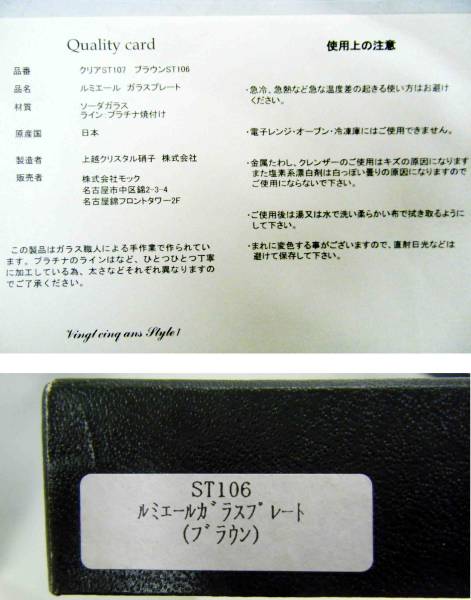 Quality card
品番 クリアST107 ブラウンST106
品名 ルミエール ガラスプレート
材質 ソーダガラス
ライン:プラチナ焼付け
原産国 日本
製造者 上越クリスタル硝子 株式会社
販売者 株式会社モック
名古屋市中区錦2-3-4
名古屋錦フロントタワー2F
この製品はガラス職人による手作業で作られてい
ます。プラチナのラインはなど、ひとつひとつ丁寧
に加工している為、太さなどそれぞれ異なりますの
でご了承ください。
Vingt cinq ans Style!
使用上の注意
・急冷、急熱など急な温度差の起きる使い方はお避け
ください。
・電子レンジ・オーブン・冷凍庫にはご使用できません。
・金属たわし、クレンザーのご使用はキズの原因になります
また塩素系漂白剤は白っぽい曇りの原因になりますので
ご使用にならないで下さい。
・ご使用後は湯又は水で洗い柔らかい布で拭き取るように
して下さい。
・まれに変色する事がございますので、直射日光などは
避けて保存して下さい。
ST106
ルミエールガラスプレート
(ブラウン)